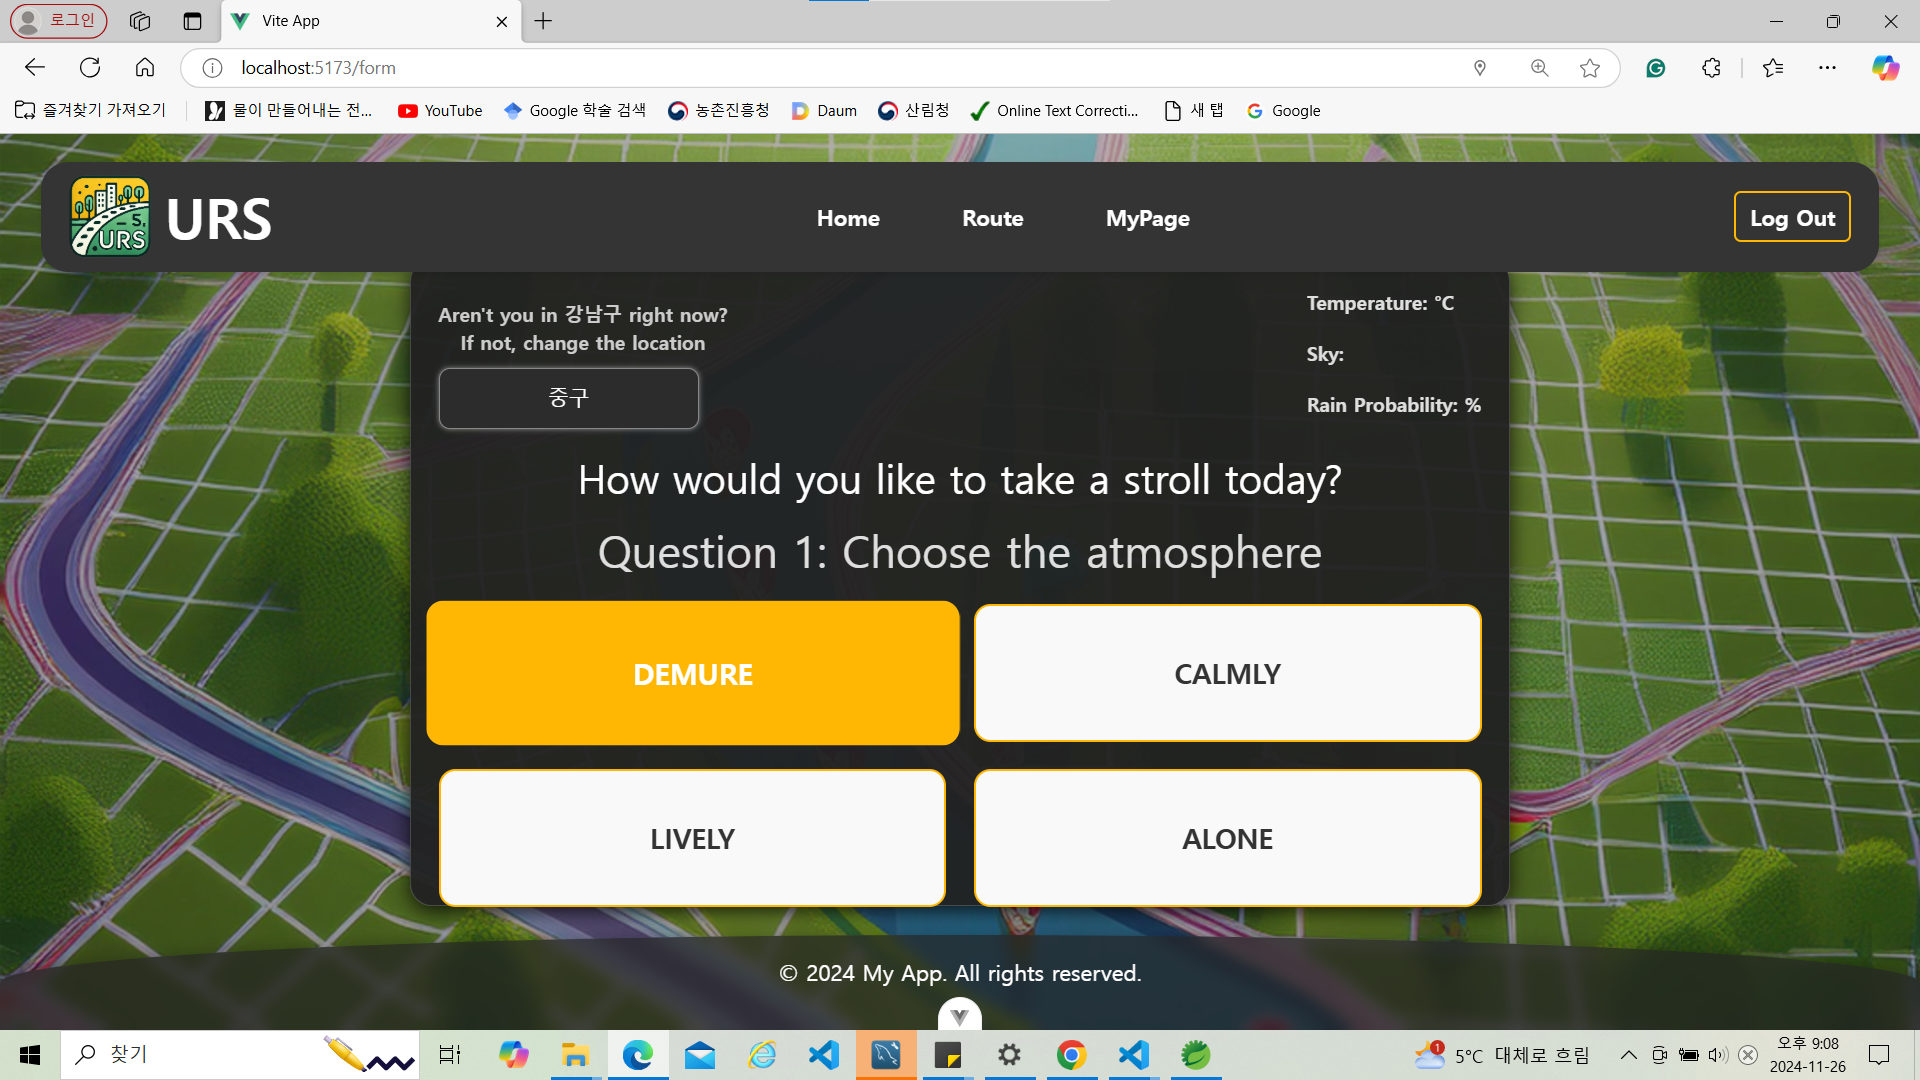 로그인
Vite App
localhost:5173/form
즐겨찾기 가져오기
물이 만들어내는 전...
YouTube
Google 학술 검색
농촌진흥청
Daum
산림청
Online Text Correcti...
새 탭
Google
5.
URS
URS
Home
Route
MyPage
Log Out
Aren't you in 강남구 right now?
If not, change the location
중구
Temperature: °C
Sky:
Rain Probability: %
How would you like to take a stroll today?
Question 1: Choose the atmosphere
DEMURE
CALMLY
LIVELY
ALONE
© 2024 My App. All rights reserved.
찾기
1
5°C 대체로 흐림
오후 9:08
2024-11-26